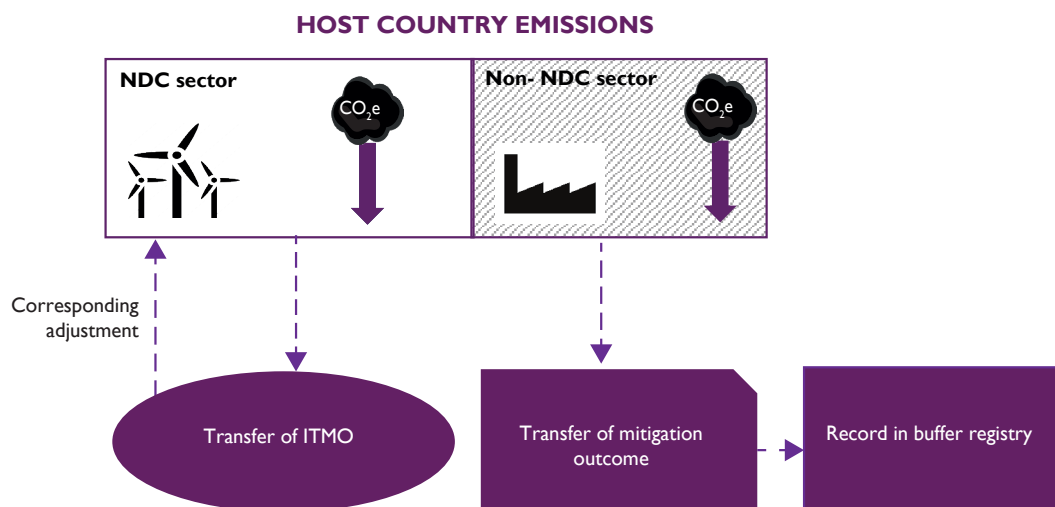 HOST COUNTRY EMISSIONS
NDC sector
CO₂e
Non- NDC sector
CO₂e
Corresponding
adjustment
Transfer of ITMO
Transfer of mitigation
outcome
Record in buffer registry